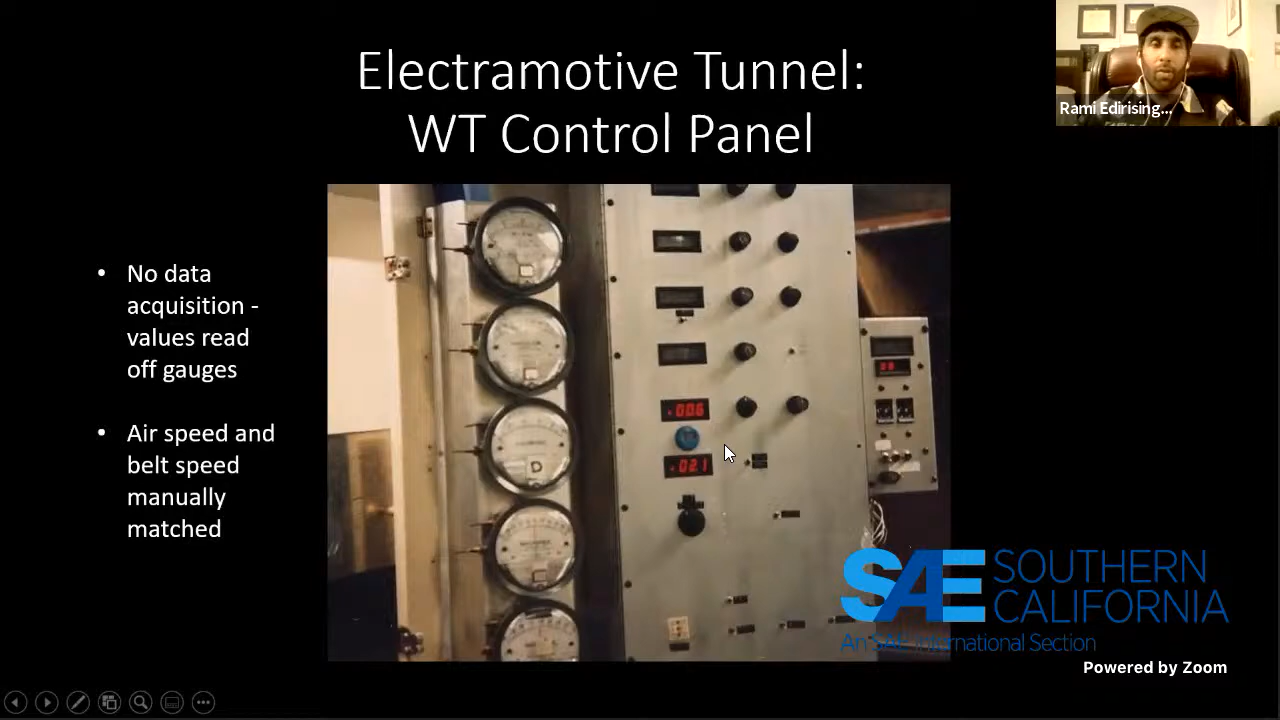 Electramotive Tunnel:
WT Control Panel
Rami Edirising...
• No data
acquisition -
values read
off gauges
• Air speed and
belt speed
manually
matched
D
SAE SOUTHERN
CALIFORNIA
An SAE International Section
Powered by Zoom